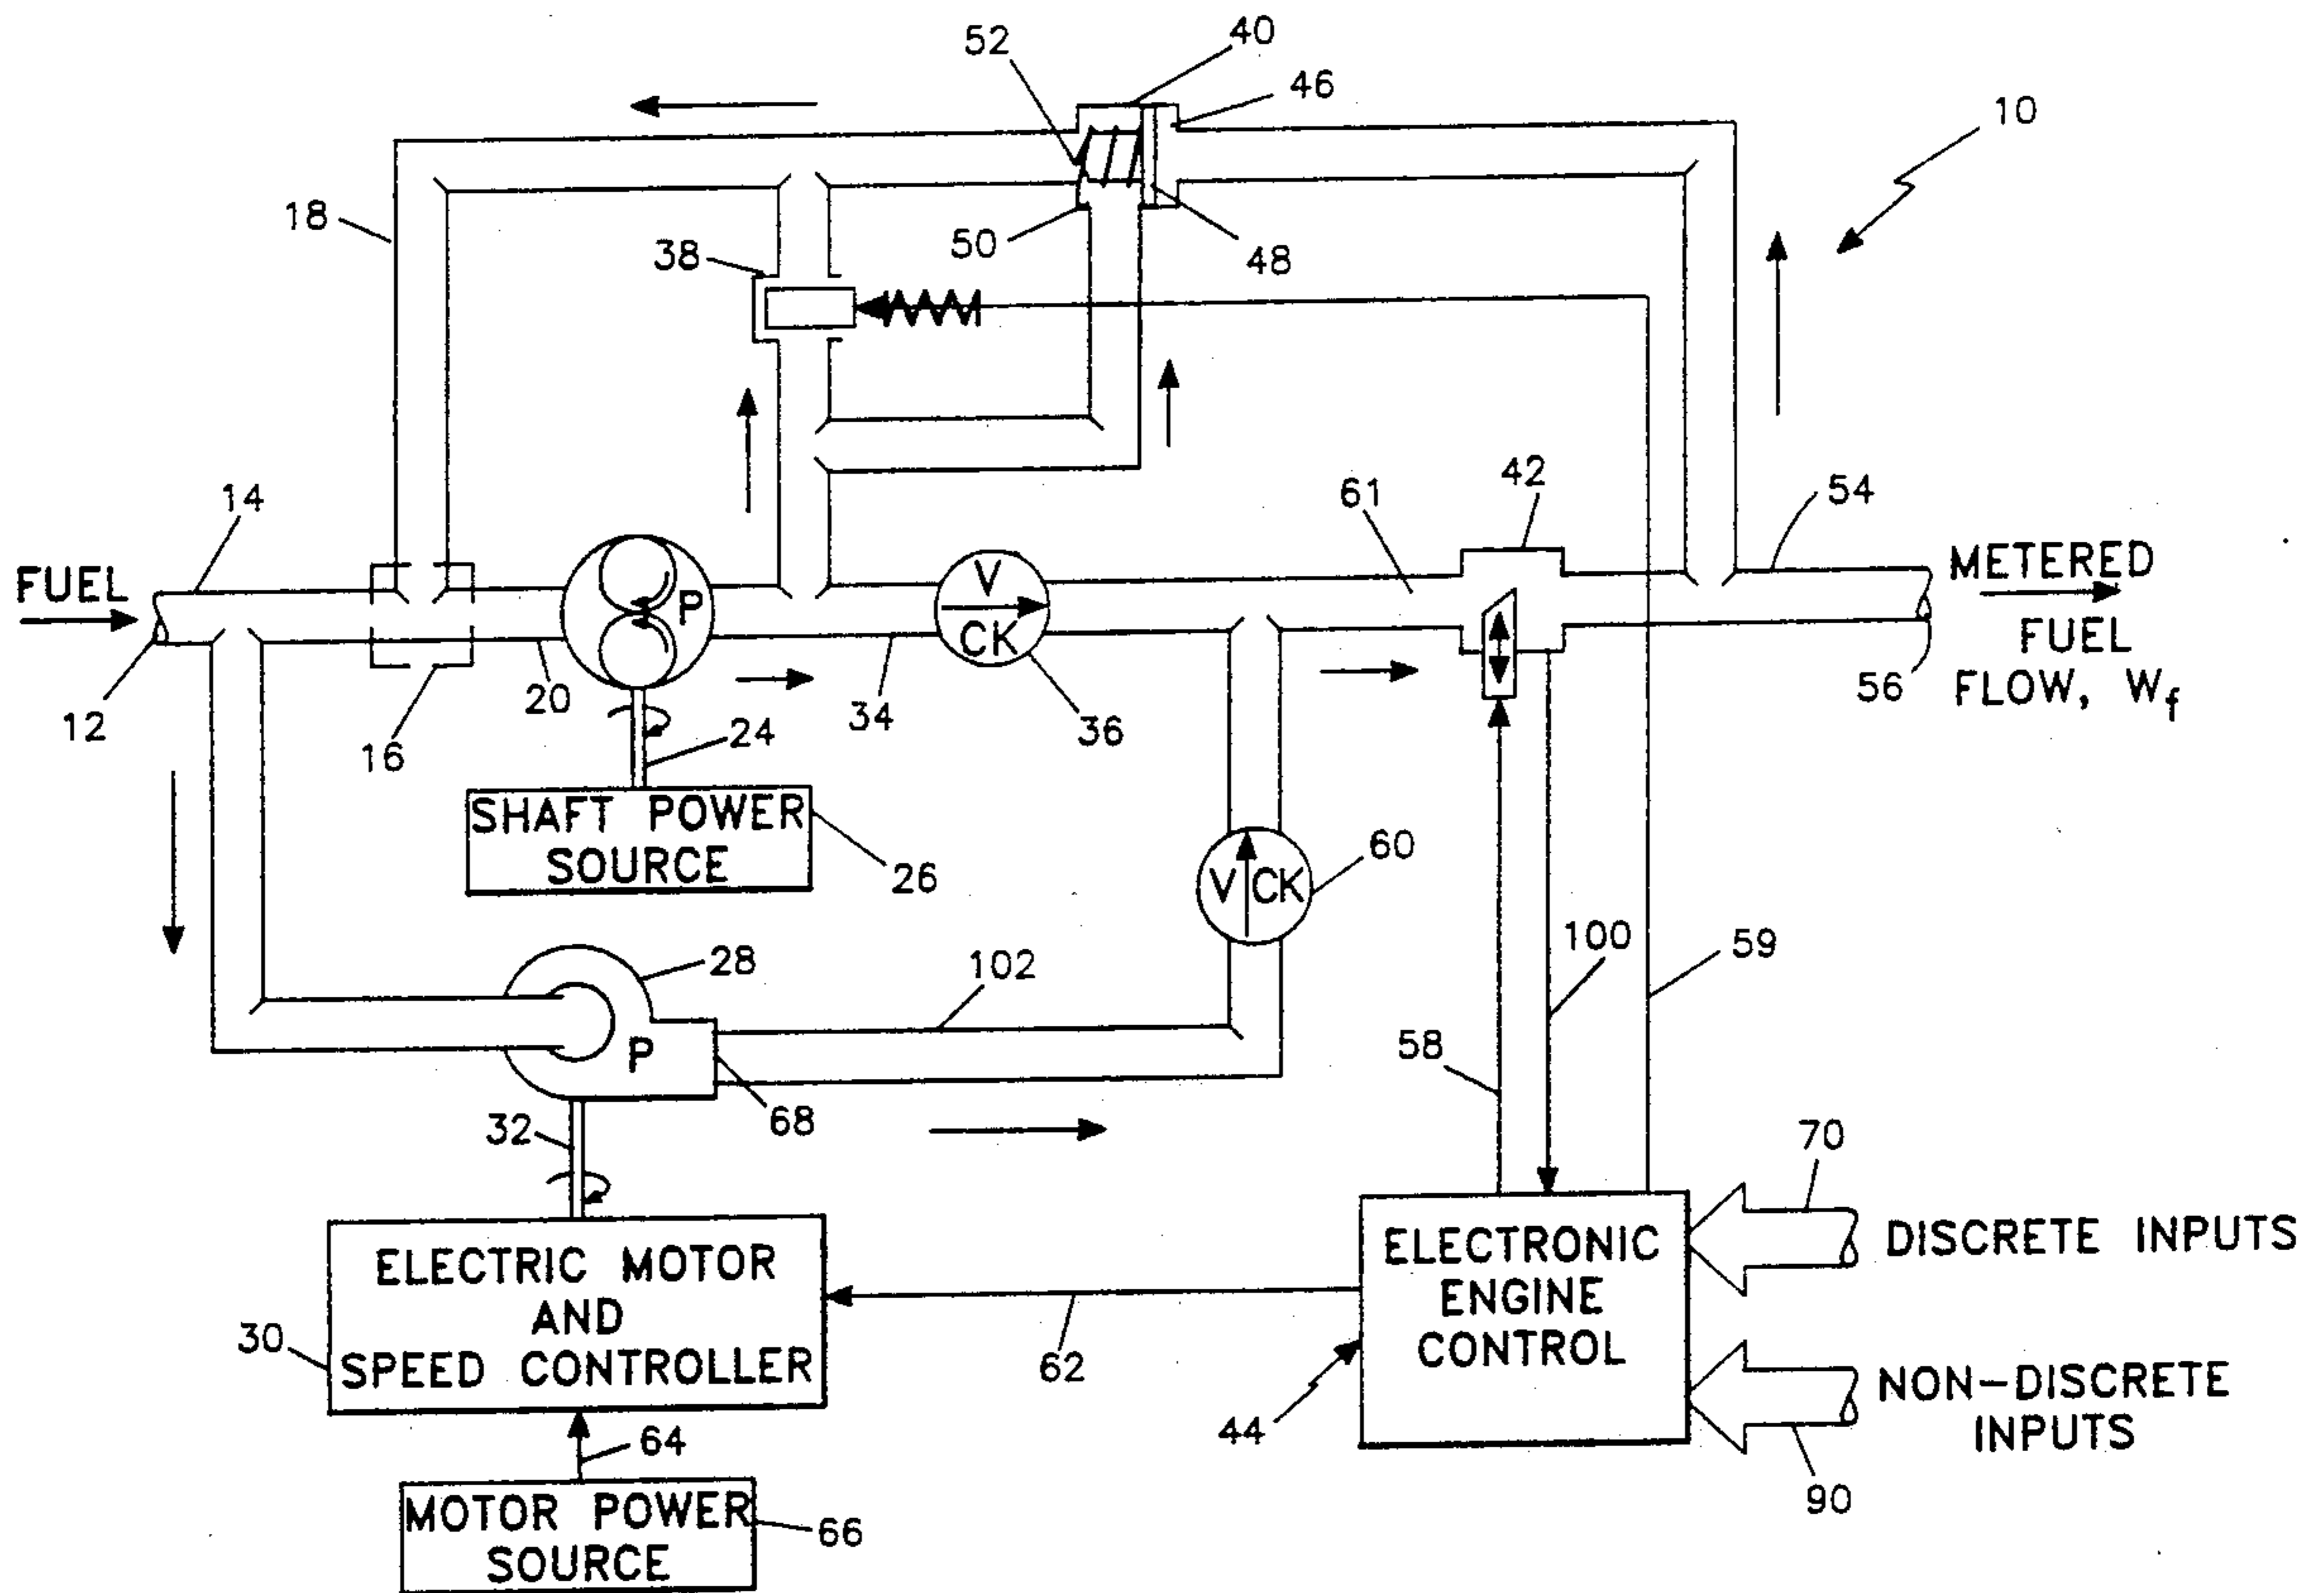 52
40
46
10
18
38
50
48
14
42
61
54
FUEL
P
V
CK
METERED
FUEL
FLOW, Wf
12
16
20
24
34
36
56
SHAFT POWER
SOURCE
26
V CK
60
28
P
102
100
59
58
32
68
70
ELECTRIC MOTOR
AND
SPEED CONTROLLER
30
62
ELECTRONIC
ENGINE
CONTROL
44
DISCRETE INPUTS
NON-DISCRETE
INPUTS
90
64
MOTOR POWER
SOURCE
66